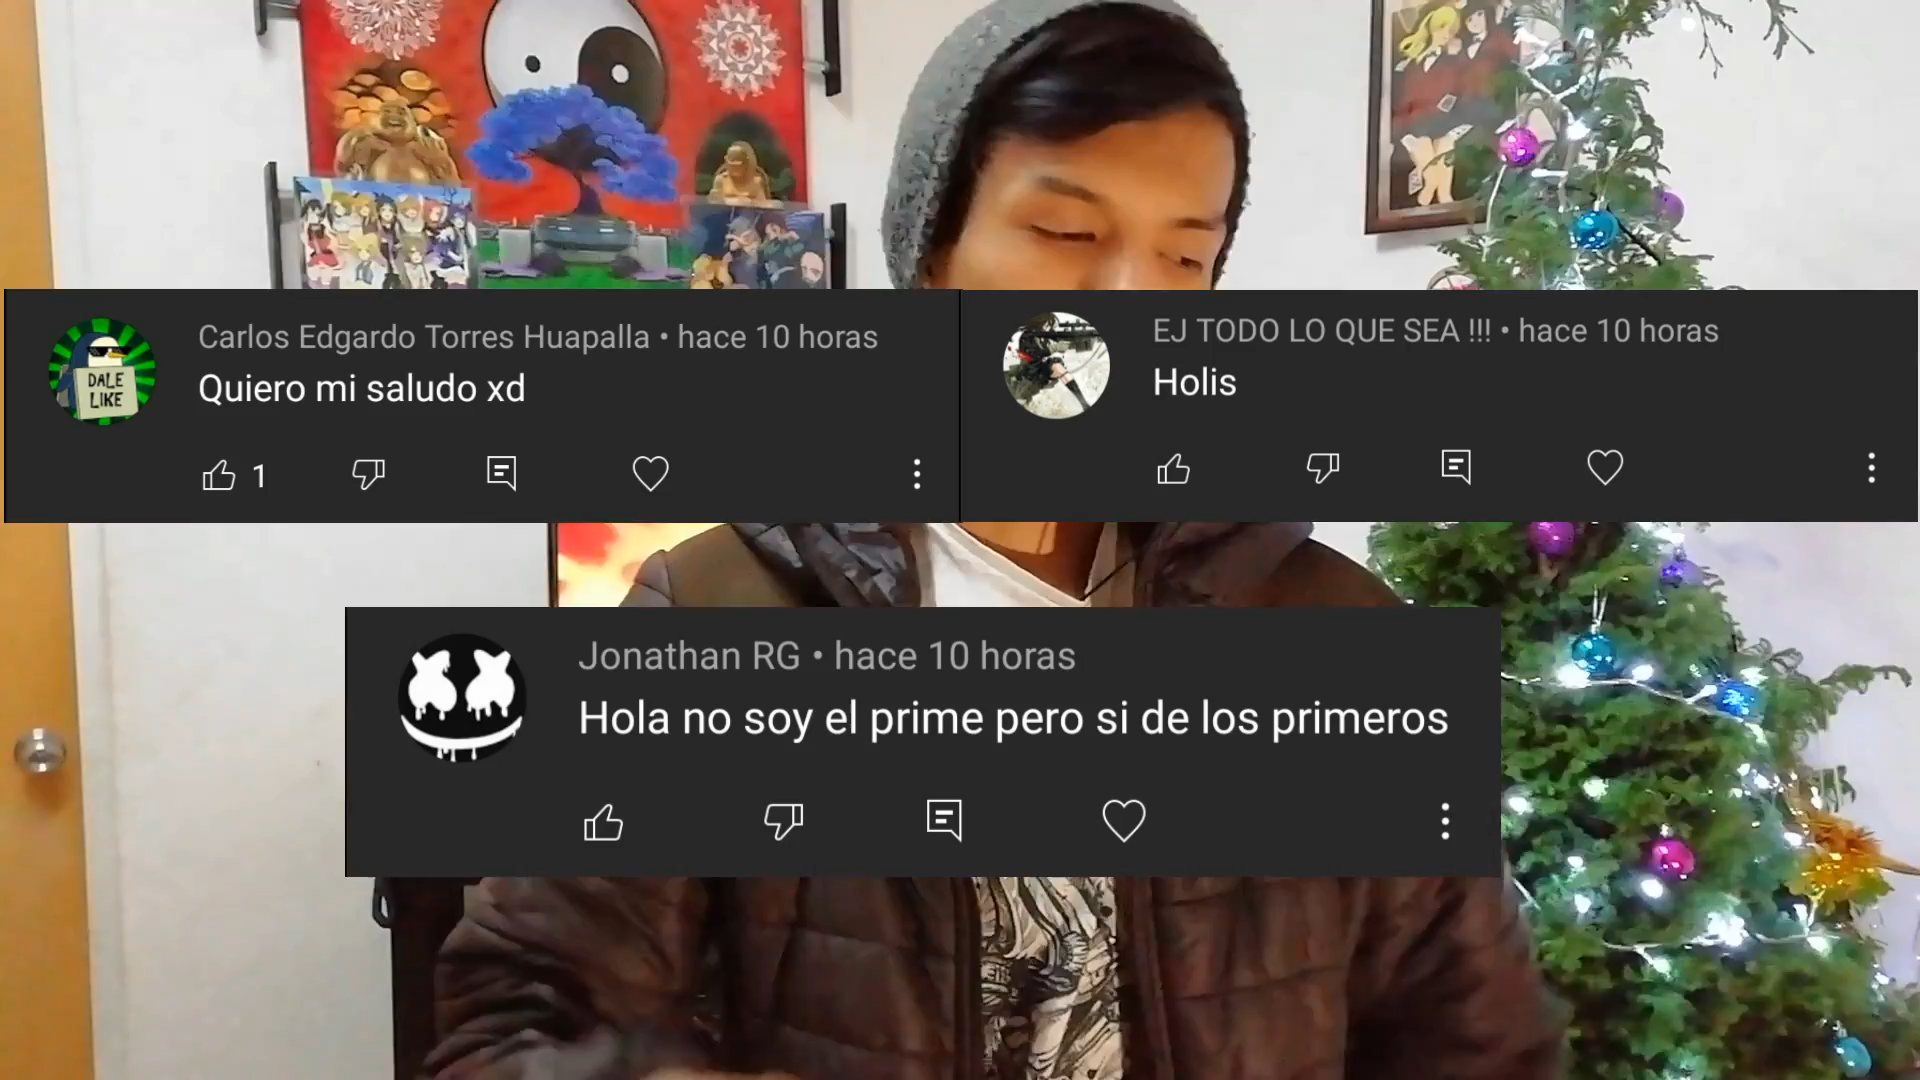 Carlos Edgardo Torres Huapalla • hace 10 horas
Quiero mi saludo xd
DALE
LIKE
1
EJ TODO LO QUE SEA !!! • hace 10 horas
Holis
Jonathan RG • hace 10 horas
Hola no soy el prime pero si de los primeros